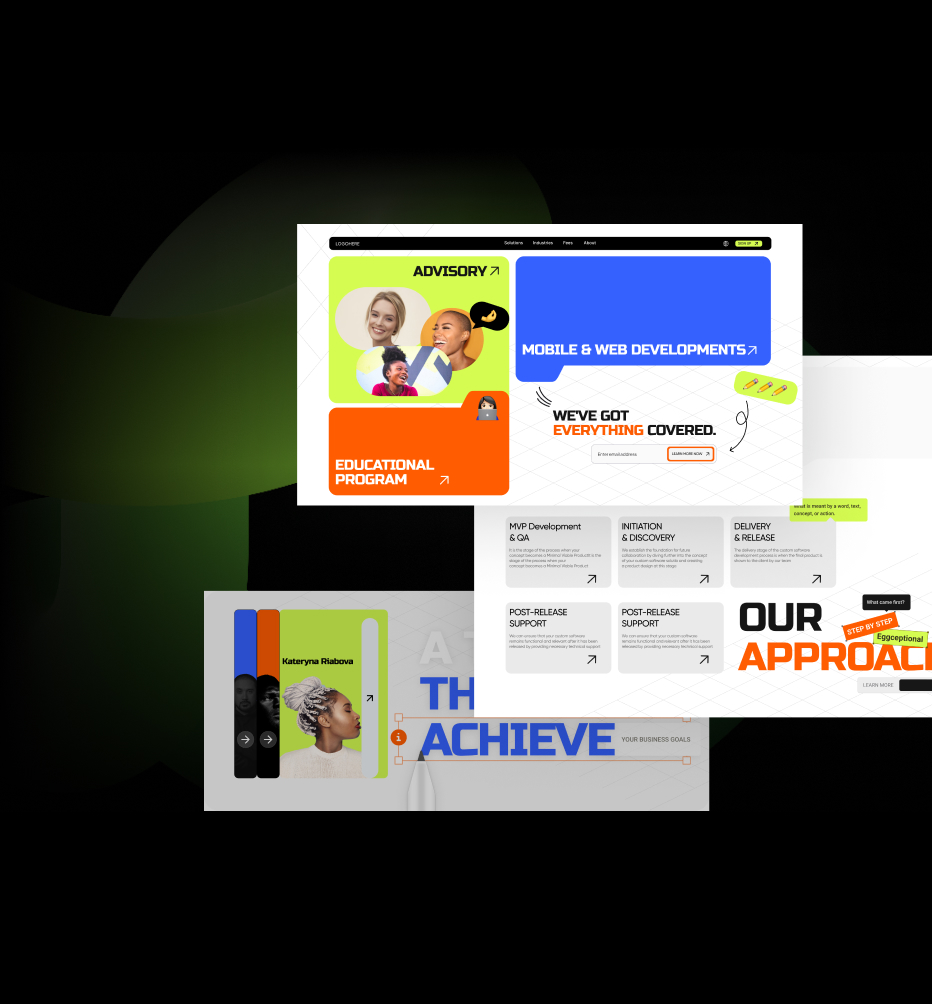 LOGOHERE
Solutions
Industries
Fees
About
SIGN UP
ADVISORY
MOBILE & WEB DEVELOPMENTS
WE'VE GOT
EVERYTHING COVERED.
Enter email address
LEARN MORE NOW
EDUCATIONAL
PROGRAM
What is meant by a word, text,
concept, or action.
MVP Development
& QA
It is the stage of the process when your
concept becomes a Minimal Viable Product It is the
stage of the process when your
concept becomes a Minimal Viable Product
INITIATION
& DISCOVERY
We establish the foundation for future
collaboration by diving further into the concept
of your custom software solutio and creating
a product design at this stage
DELIVERY
& RELEASE
The delivery stage of the custom software
development process is when the final product is
shown to the client by our team
POST-RELEASE
SUPPORT
We can ensure that your custom software
remains functional and relevant after it has been
released by providing necessary technical support
POST-RELEASE
SUPPORT
We can ensure that your custom software
remains functional and relevant after it has been
released by providing necessary technical support
What came first?
OUR
STEP BY STEP
Eggceptional
APPROAC
LEARN MORE
Kateryna Riabova
A T
TH
i
ACHIEVE
YOUR BUSINESS GOALS